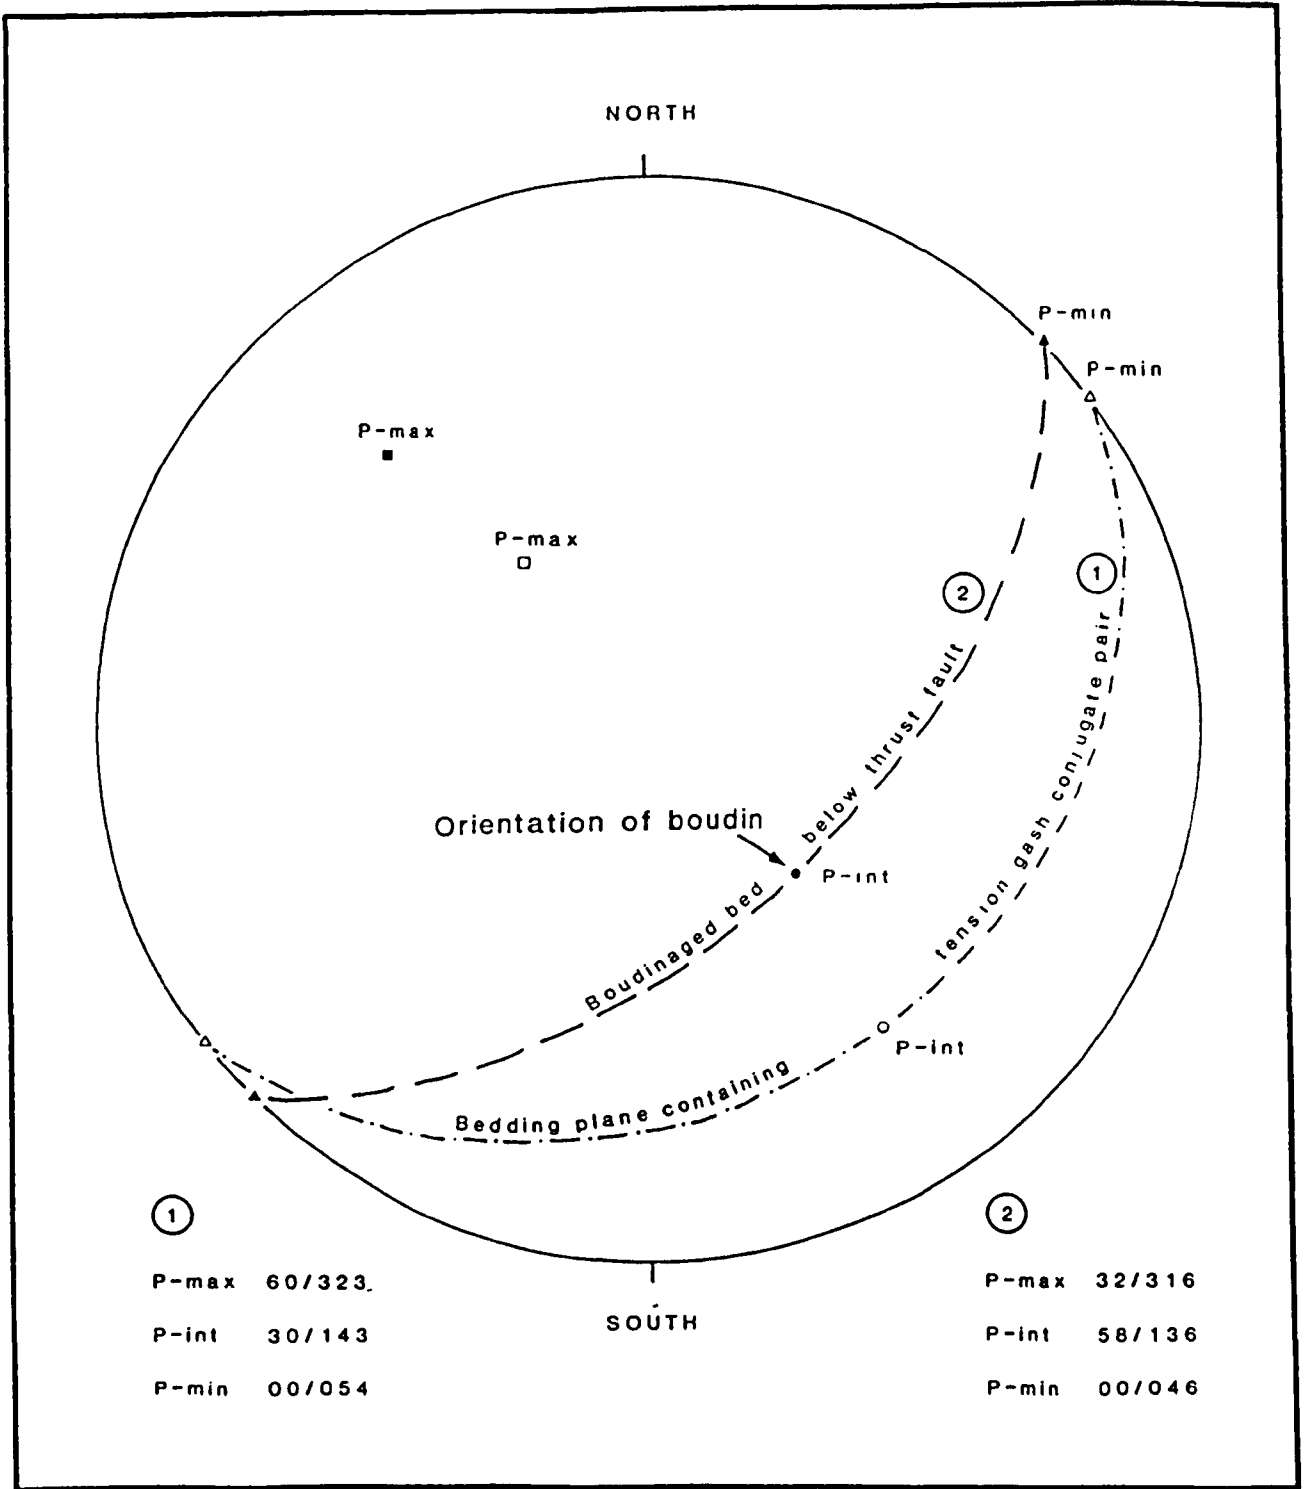 NORTH
P-min
P-min
P-max
P-max
2
1
Boudinaged bed below thrust fault
Bedding plane containing tension gash conjugate pair
Orientation of boudin
P-int
P-int
1
P-max 60/323
P-int 30/143
P-min 00/054
SOUTH
2
P-max 32/316
P-int 58/136
P-min 00/046